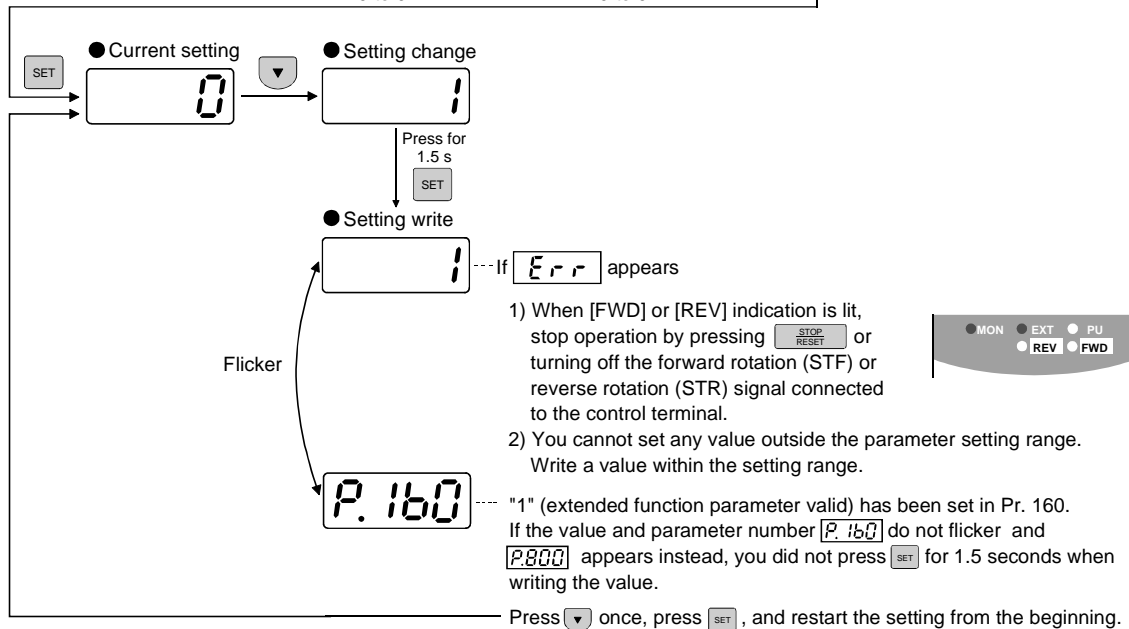 ● Current setting
● Setting change
SET
0
▼
1
Press for
1.5 s
SET
● Setting write
1
If Err appears
1) When [FWD] or [REV] indication is lit,
stop operation by pressing STOP RESET or
turning off the forward rotation (STF) or
reverse rotation (STR) signal connected
to the control terminal.
MON EXT PU
REV FWD
Flicker
2) You cannot set any value outside the parameter setting range.
Write a value within the setting range.
P. 160
"1" (extended function parameter valid) has been set in Pr. 160.
If the value and parameter number P. 160 do not flicker and
P.800 appears instead, you did not press SET for 1.5 seconds when
writing the value.
Press ▼ once, press SET , and restart the setting from the beginning.